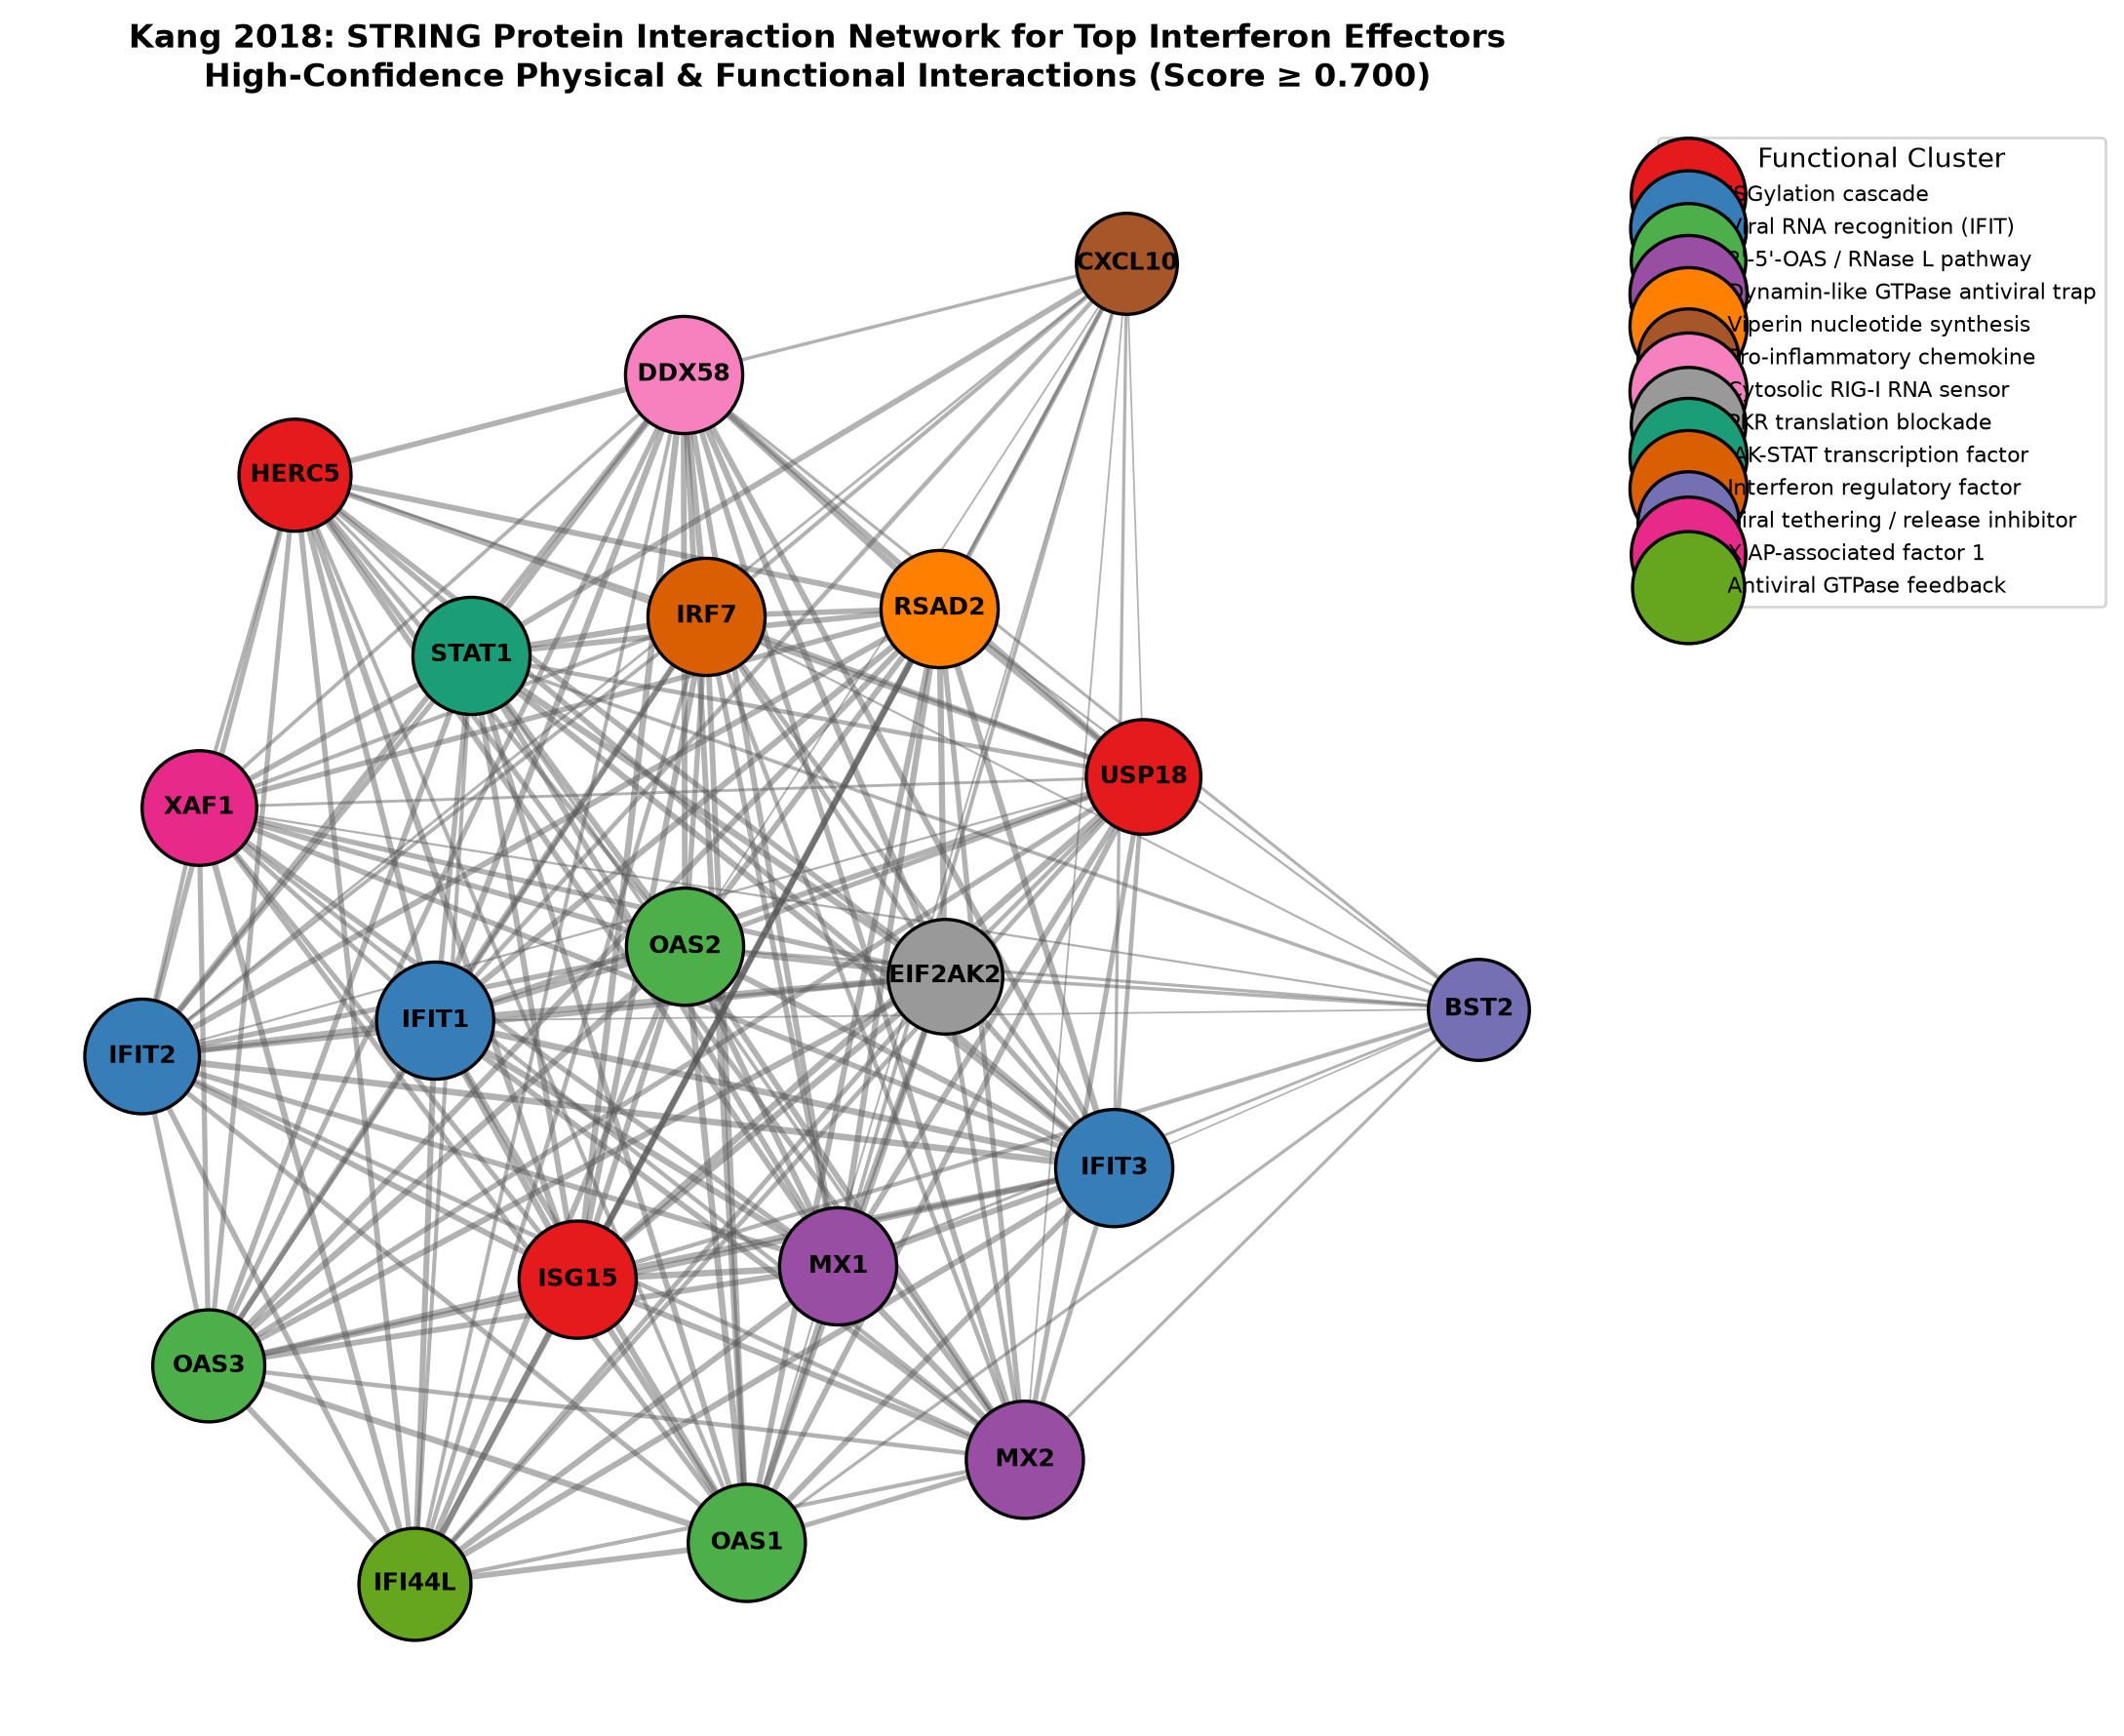 Kang 2018: STRING Protein Interaction Network for Top Interferon Effectors
High-Confidence Physical & Functional Interactions (Score ≥ 0.700)
Functional Cluster
SGylation cascade
Viral RNA recognition (IFIT)
-5'-OAS / RNase L pathway
Dynamin-like GTPase antiviral trap
Viperin nucleotide synthesis
Pro-inflammatory chemokine
Cytosolic RIG-I RNA sensor
PKR translation blockade
JAK-STAT transcription factor
Interferon regulatory factor
Viral tethering / release inhibitor
XIAP-associated factor 1
Antiviral GTPase feedback
CXCL10
DDX58
HERC5
IRF7
RSAD2
STAT1
USP18
XAF1
OAS2
EIF2AK2
BST2
IFIT1
IFIT2
IFIT3
MX1
ISG15
OAS3
MX2
OAS1
IFI44L